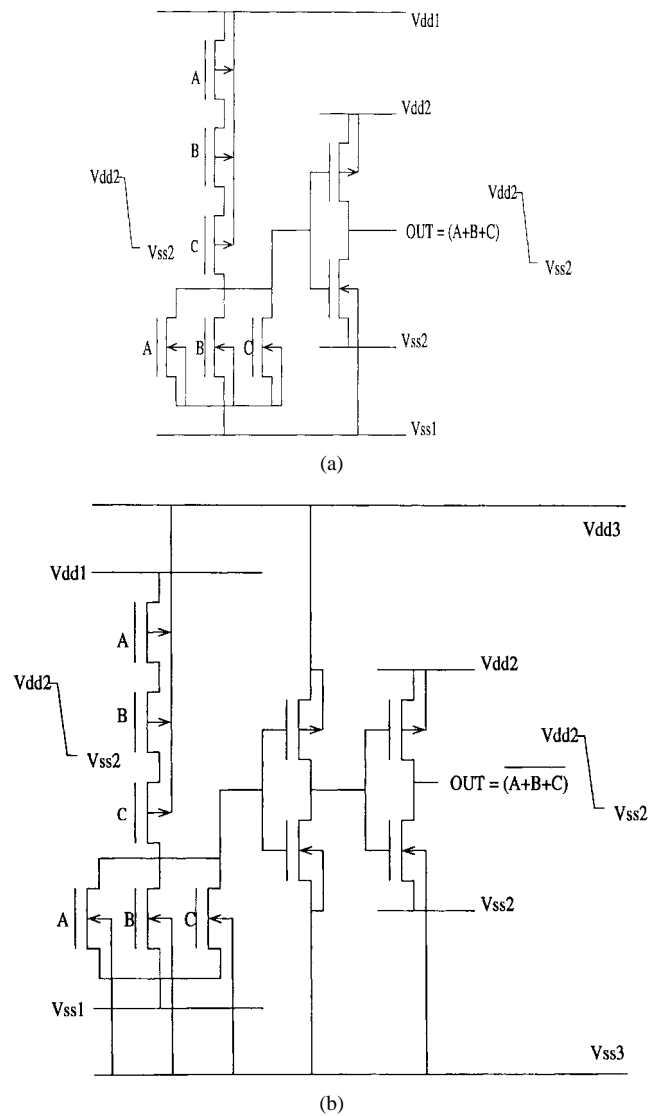 Vdd1
A
Vdd2
B
Vdd2
Vdd2
C
OUT = (A+B+C)
Vss2
Vss2
A
B
C
Vss2
Vss1
(a)
Vdd3
Vdd1
A
Vdd2
Vdd2
B
Vdd2
Vss2
OUT = (A+B+C)
C
Vss2
A
B
C
Vss2
Vss1
Vss3
(b)